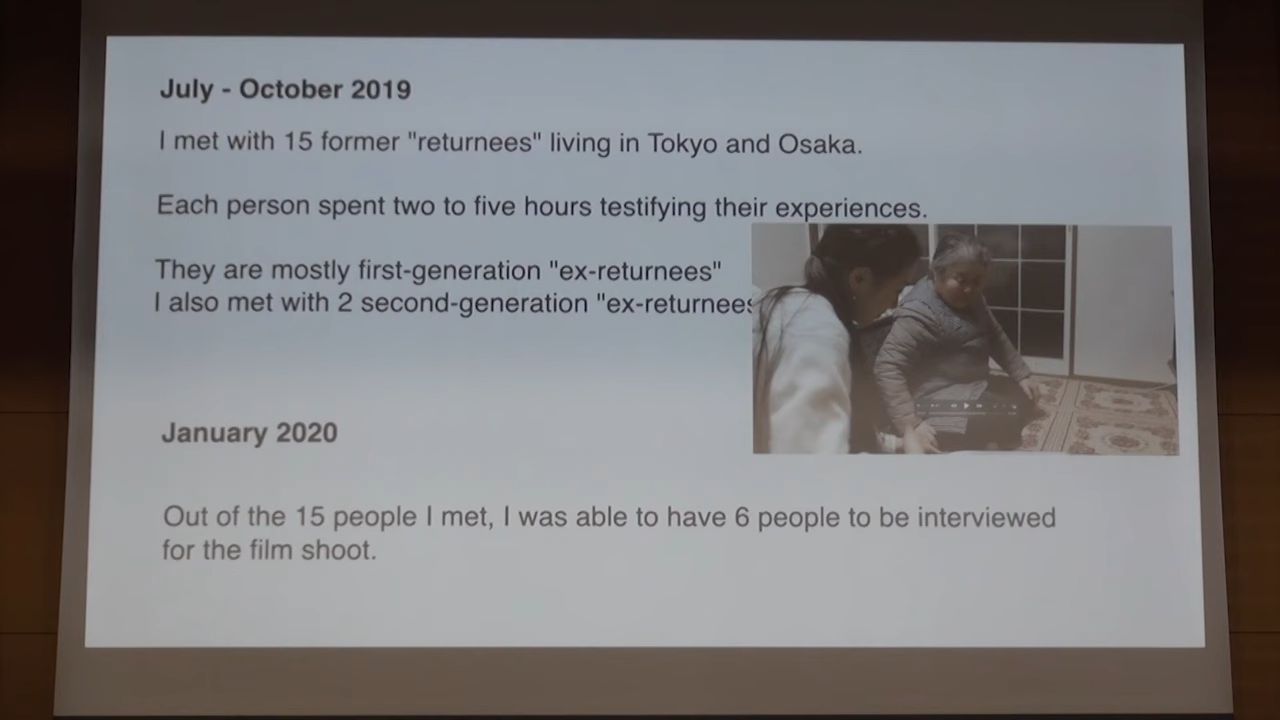 July - October 2019
I met with 15 former "returnees" living in Tokyo and Osaka.
Each person spent two to five hours testifying their experiences.
They are mostly first-generation "ex-returnees"
I also met with 2 second-generation "ex-returnees
January 2020
Out of the 15 people I met, I was able to have 6 people to be interviewed
for the film shoot.